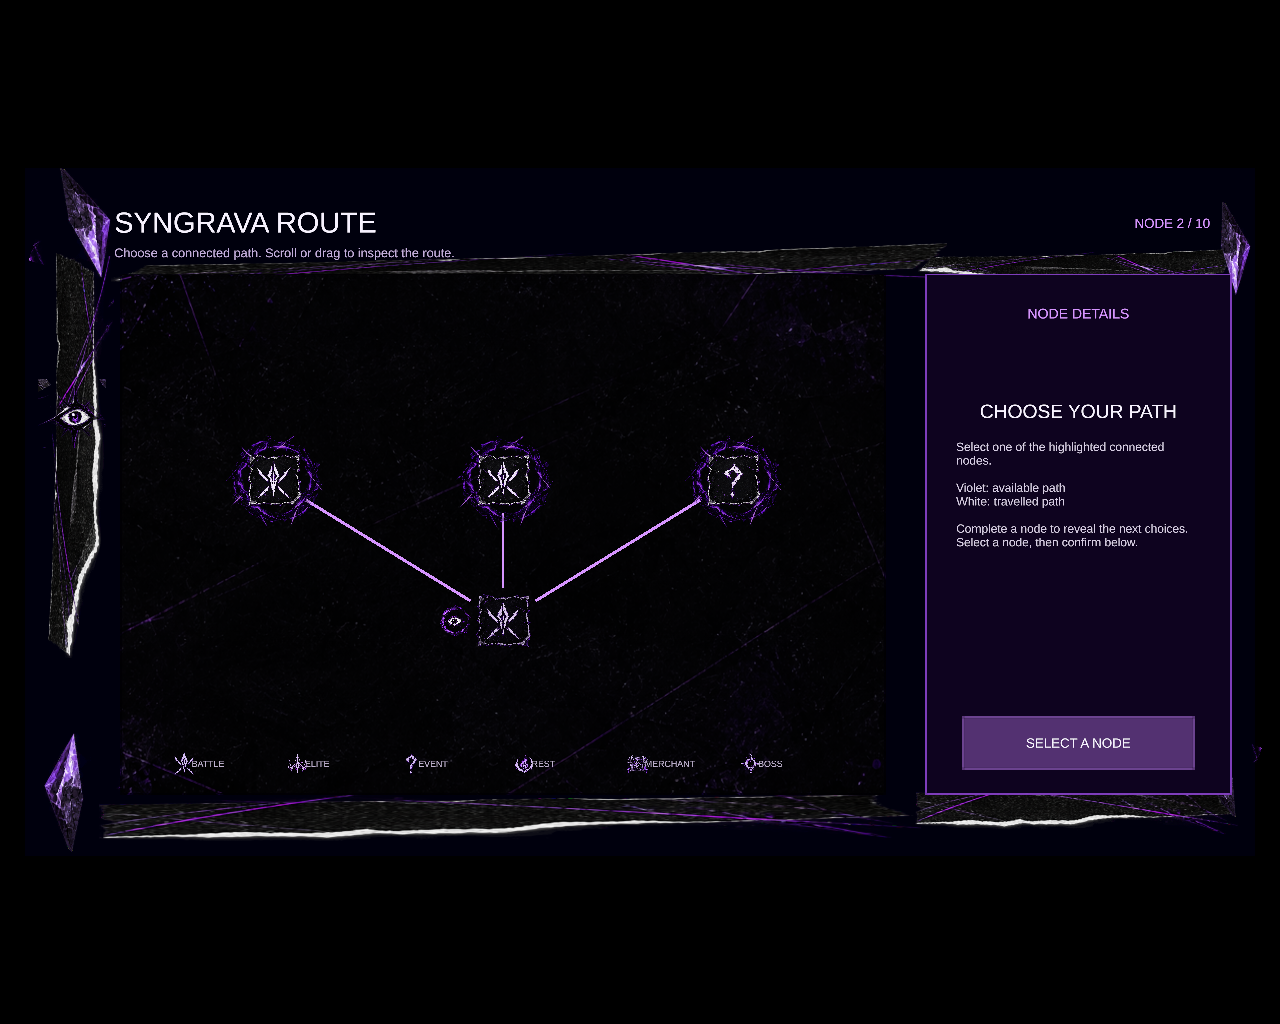 SYNGRAVA ROUTE
NODE 2 / 10
Choose a connected path. Scroll or drag to inspect the route.
NODE DETAILS
CHOOSE YOUR PATH
Select one of the highlighted connected
nodes.
Violet: available path
White: travelled path
Complete a node to reveal the next choices.
Select a node, then confirm below.
?
SELECT A NODE
BATTLE
ELITE
? EVENT
REST
MERCHANT
BOSS